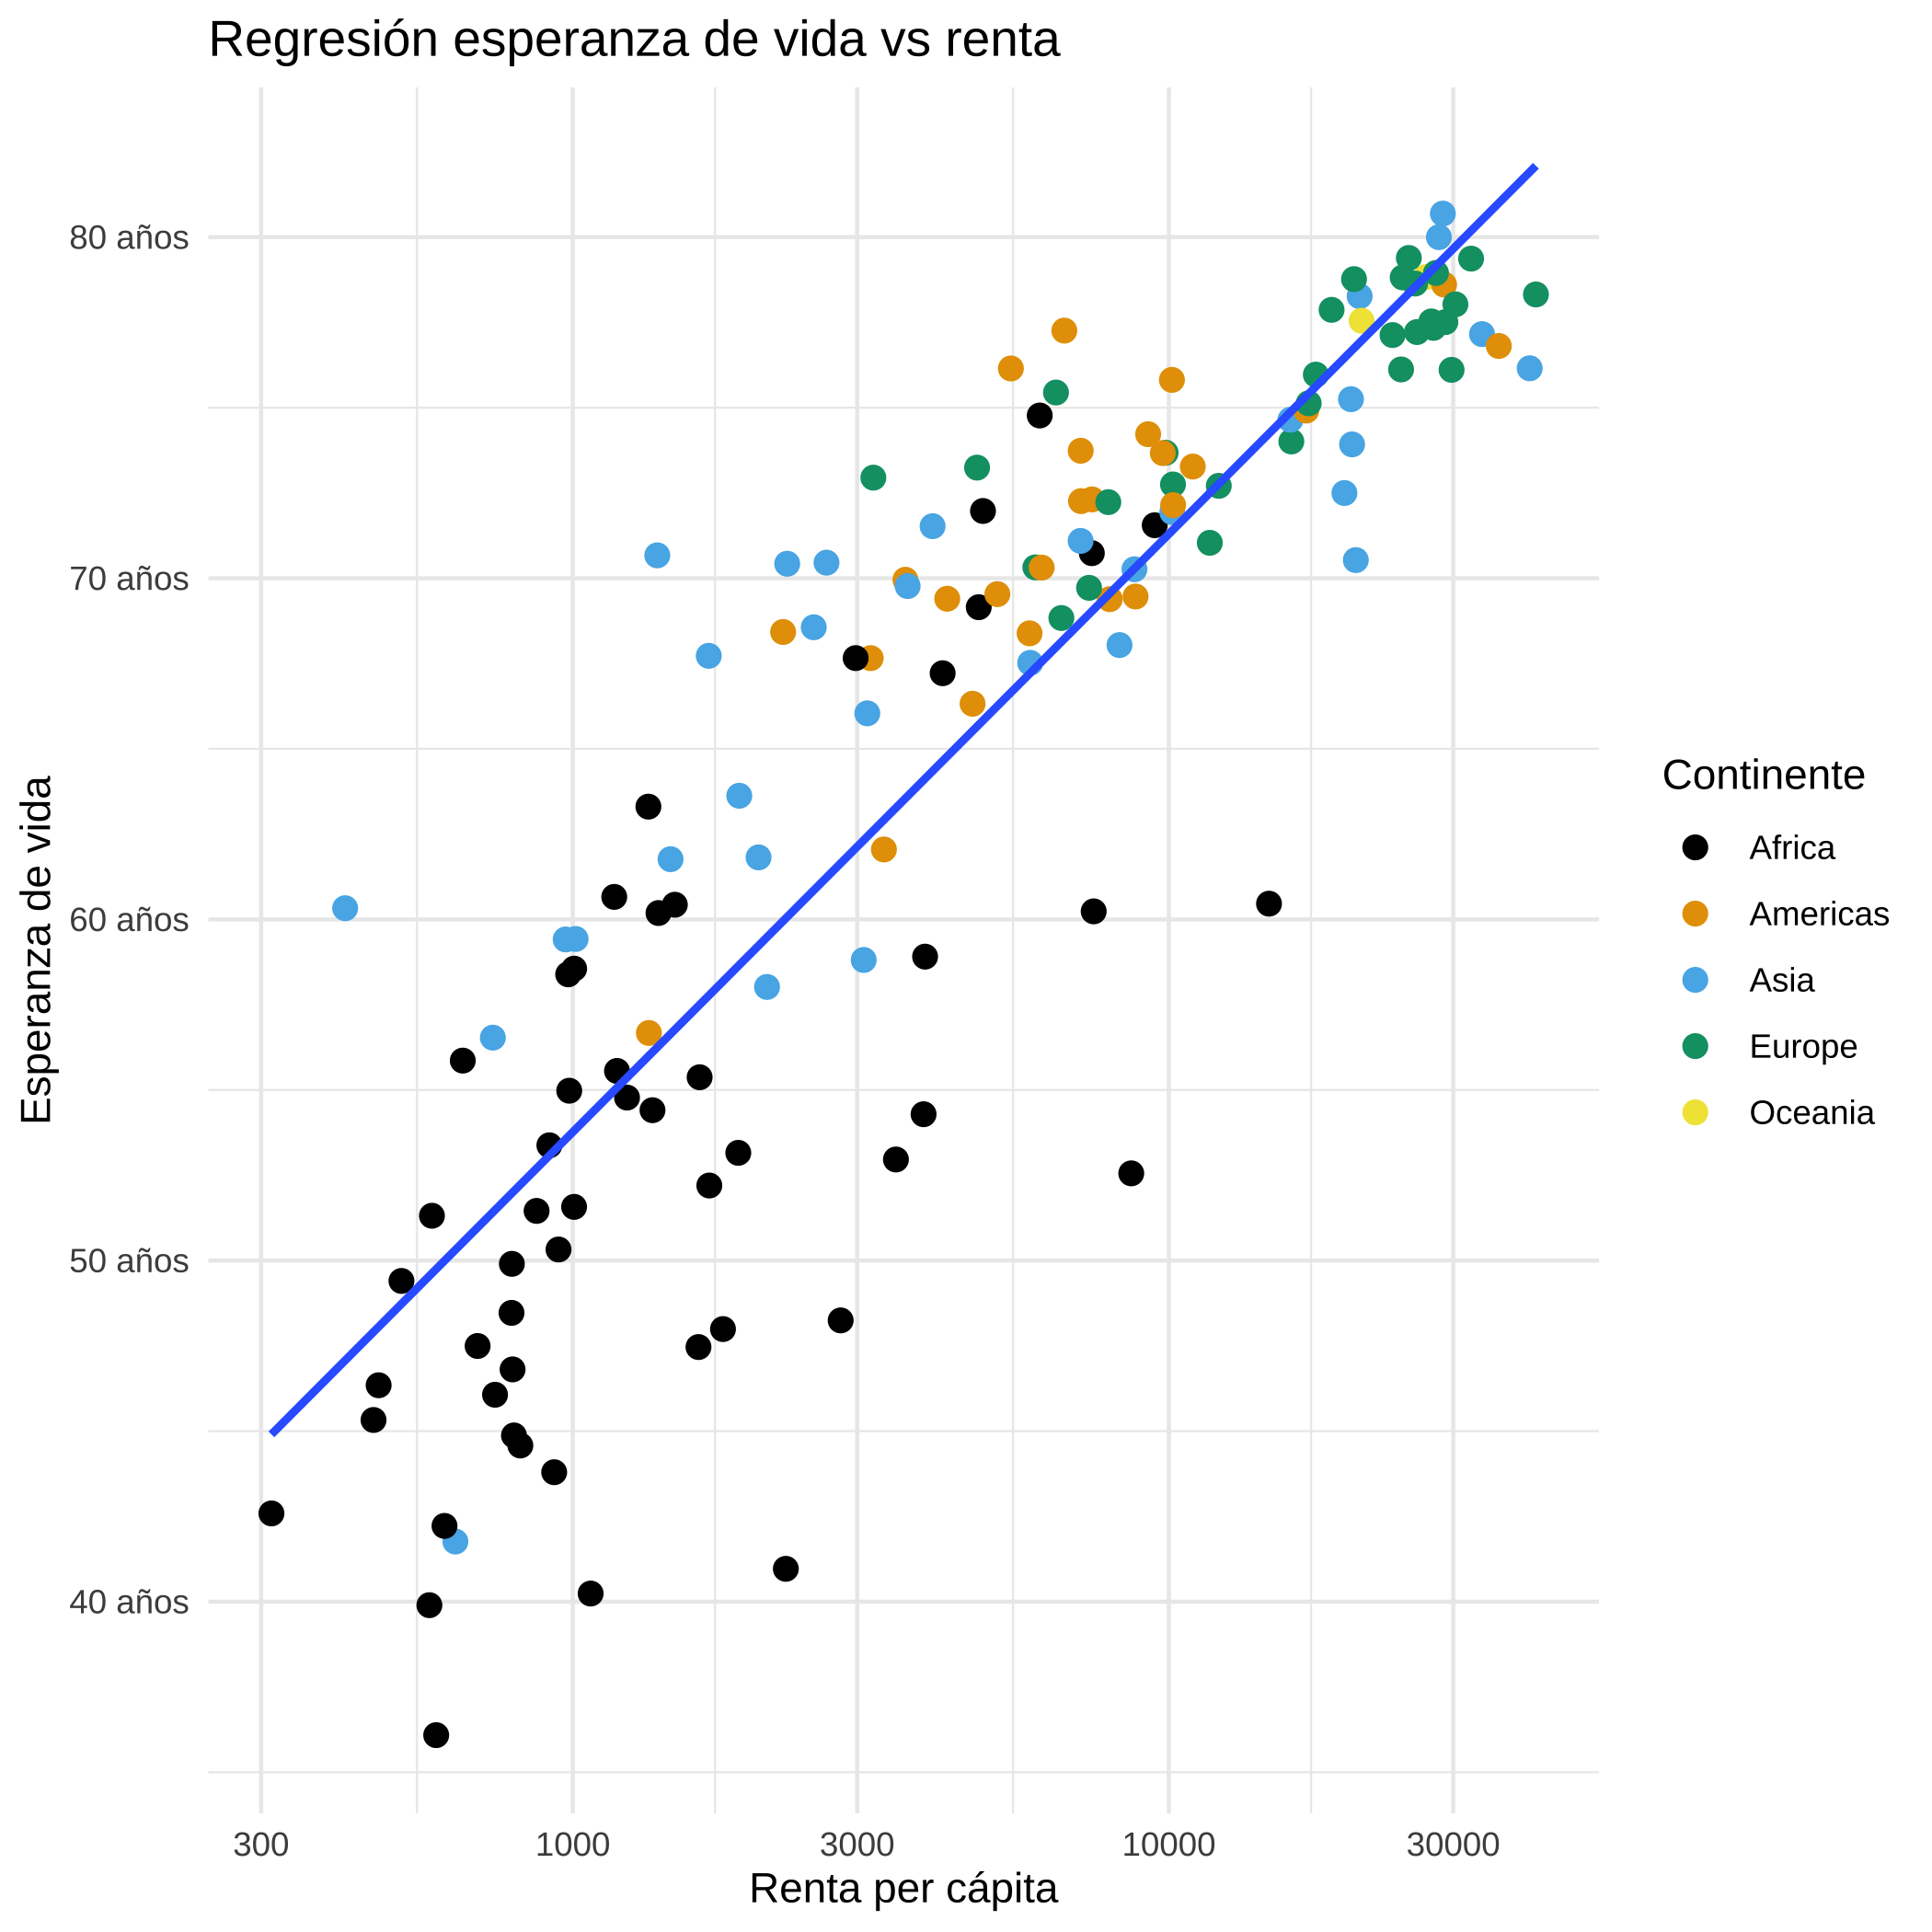 Regresión esperanza de vida vs renta
Esperanza de vida
80 años
70 años
60 años
50 años
40 años
300
1000
3000
10000
30000
Renta per cápita
Continente
Africa
Americas
Asia
Europe
Oceania